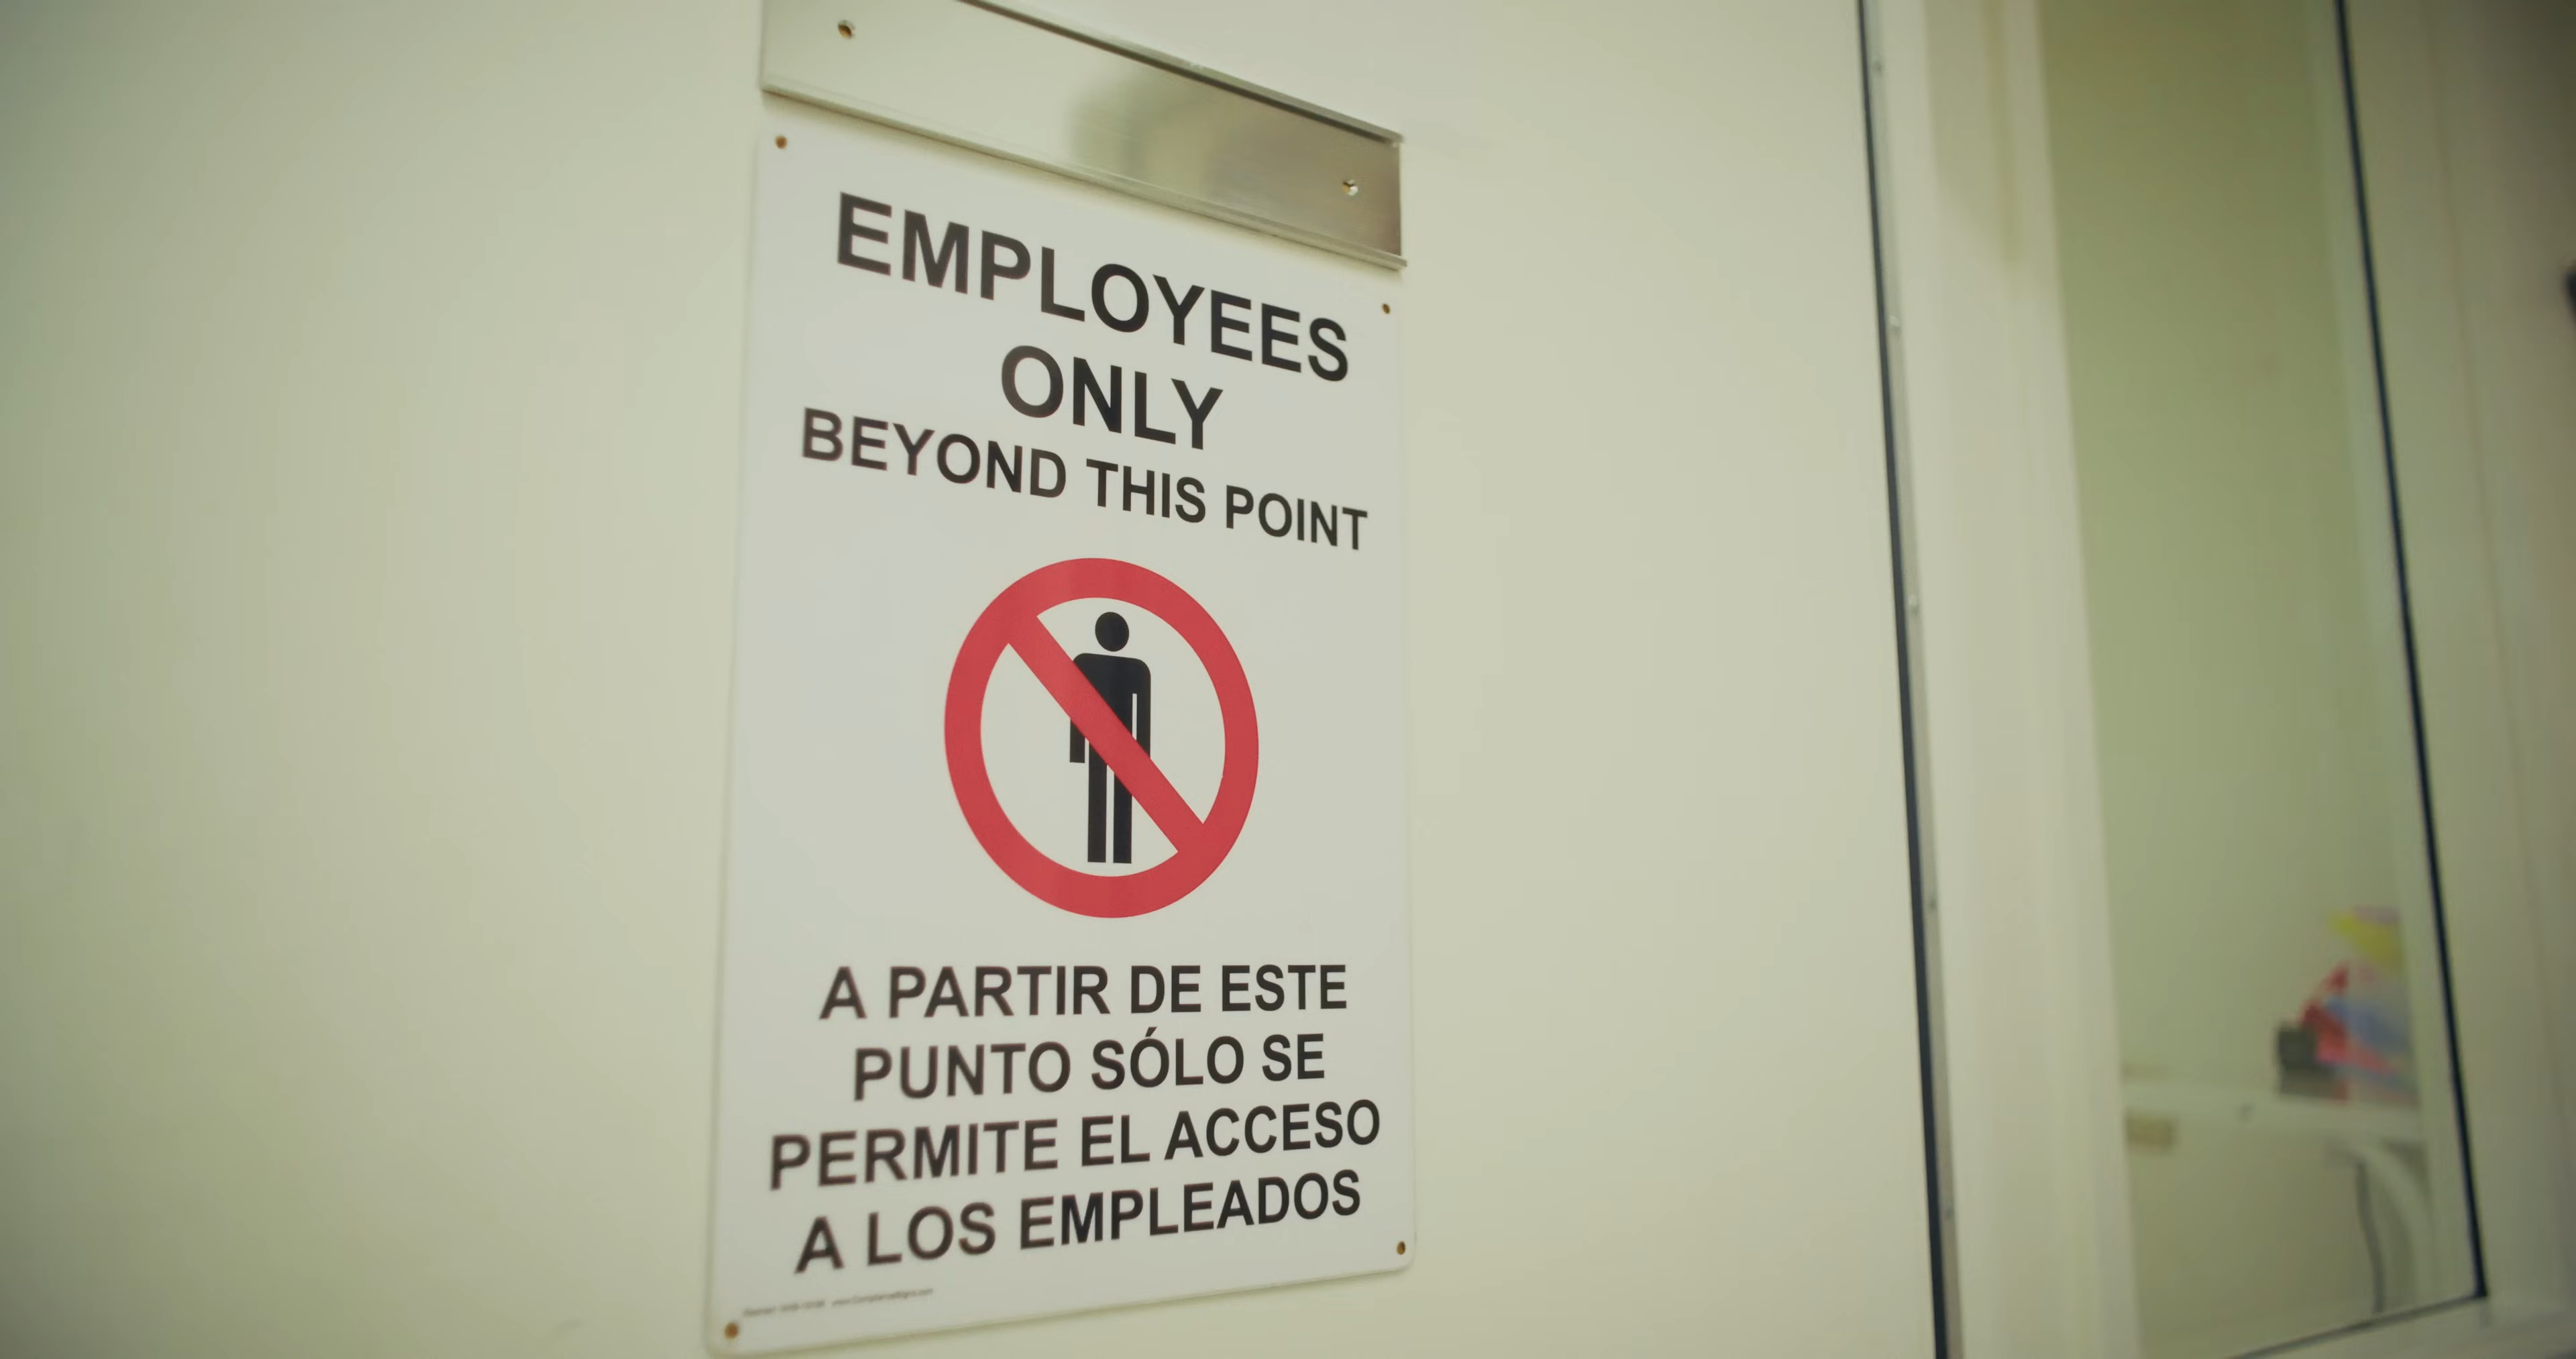 EMPLOYEES
ONLY
BEYOND THIS POINT
A PARTIR DE ESTE
PUNTO SÓLO SE
PERMITE EL ACCESO
A LOS EMPLEADOS